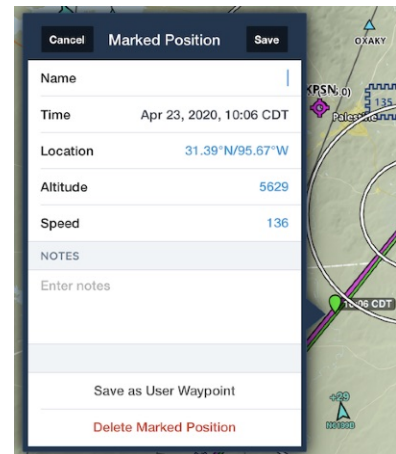 Cancel Marked Position Save
Name
Time Apr 23, 2020, 10:06 CDT
Location 31.39°N/95.67°W
Altitude 5629
Speed 136
NOTES
Enter notes
Save as User Waypoint
Delete Marked Position
OXAKY
KPSN
135
10:06 CDT
+29